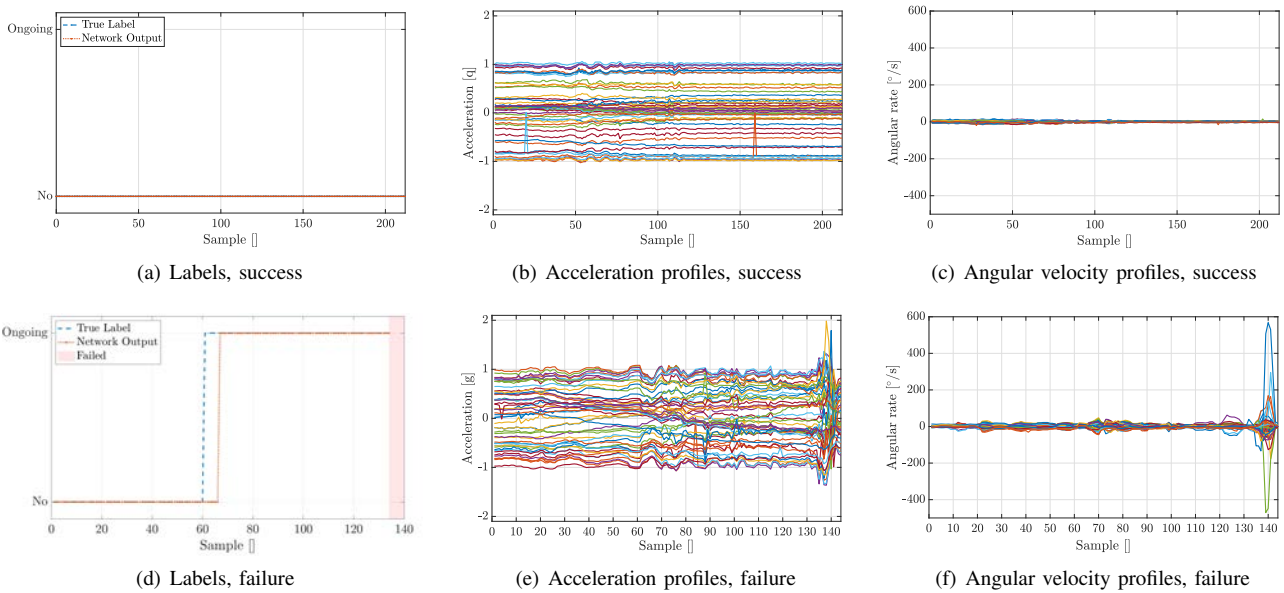 Ongoing
True Label
Network Output
No
0 50 100 150 200
Sample []
(a) Labels, success
Acceleration [q]
2
1
0
-1
-2
0 50 100 150 200
Sample []
(b) Acceleration profiles, success
Angular rate [°/s]
600
400
200
0
-200
-400
0 50 100 150 200
Sample []
(c) Angular velocity profiles, success
Ongoing
True Label
Network Output
Failed
No
0 20 40 60 80 100 120 140
Sample []
(d) Labels, failure
Acceleration [g]
2
1
0
-1
-2
0 10 20 30 40 50 60 70 80 90 100 110 120 130 140
Sample []
(e) Acceleration profiles, failure
Angular rate [°/s]
600
400
200
0
-200
-400
0 10 20 30 40 50 60 70 80 90 100 110 120 130 140
Sample []
(f) Angular velocity profiles, failure